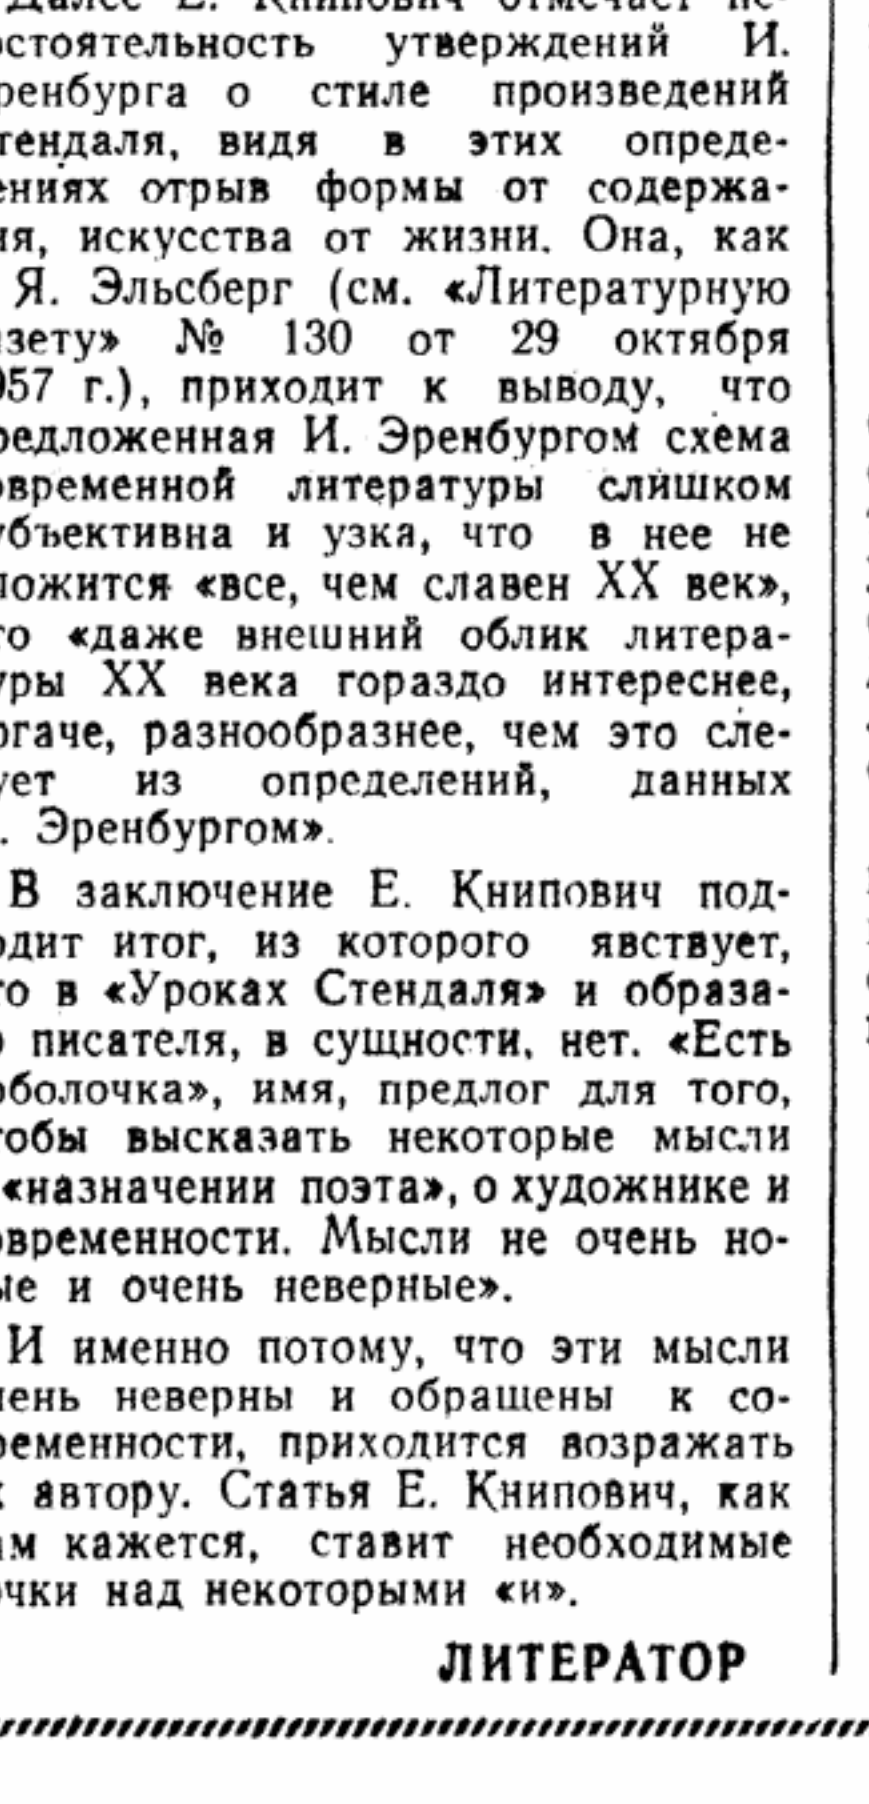 Далее Е. Книпович отмечает не-
остоятельность утверждений И.
ренбурга о стиле произведений
тендаля, видя в этих опреде-
ениях отрыв формы от содержа-
ия, искусства от жизни. Она, как
Я. Эльсберг (см. «Литературную
азету» № 130 от 29 октября
957 г.), приходит к выводу, что
редложенная И. Эренбургом схема
овременной литературы слишком
убъективна и узка, что в нее не
ложится «все, чем славен XX век»,
то «даже внешний облик литера-
уры XX века гораздо интереснее,
огаче, разнообразнее, чем это сле-
ует из определений, данных
. Эренбургом».
В заключение Е. Книпович под-
одит итог, из которого явствует,
то в «Уроках Стендаля» и образа-
о писателя, в сущности, нет. «Есть
оболочка», имя, предлог для того,
тобы высказать некоторые мысли
«назначении поэта», о художнике и
овременности. Мысли не очень но-
ые и очень неверные».
И именно потому, что эти мысли
чень неверны и обращены к со-
ременности, приходится возражать
х автору. Статья Е. Книпович, как
ам кажется, ставит необходимые
очки над некоторыми «и».
ЛИТЕРАТОР